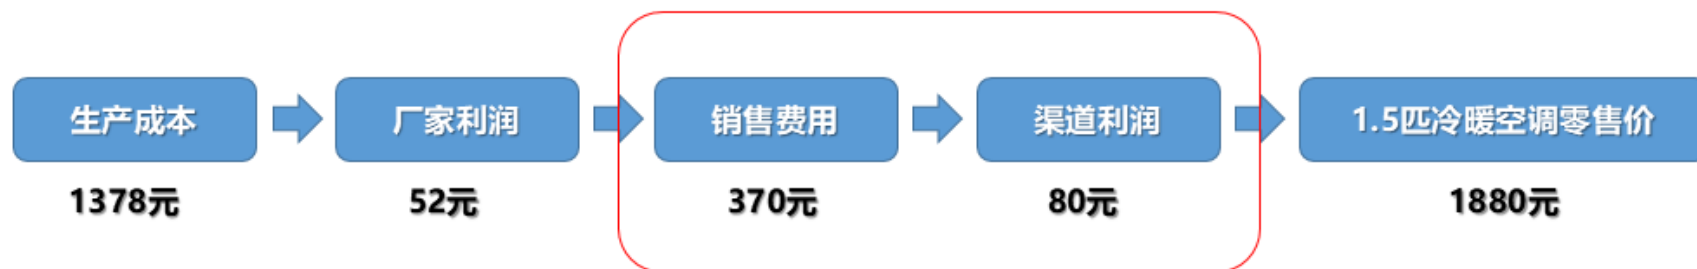 生产成本 厂家利润 销售费用 渠道利润 1.5匹冷暖空调零售价
1378元 52元 370元 80元 1880元